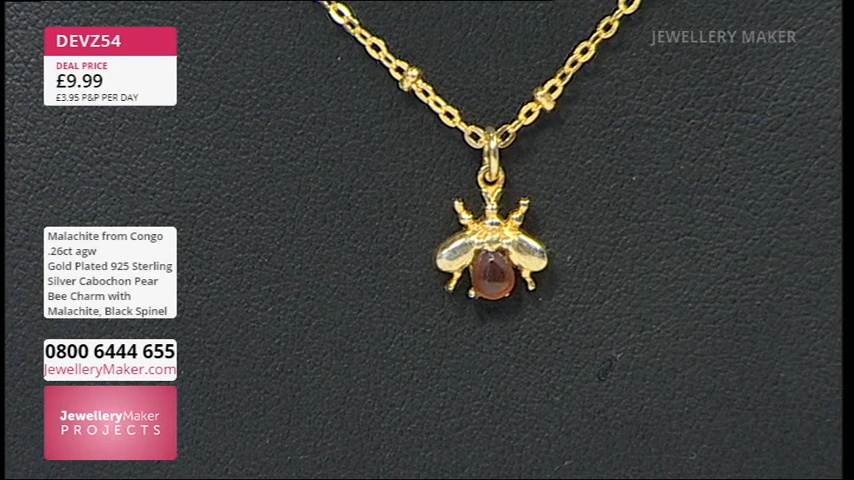 DEVZ54
DEAL PRICE
£9.99
£3.95 P&P PER DAY
JEWELLERY MAKER
Malachite from Congo
.26ct agw
Gold Plated 925 Sterling
Silver Cabochon Pear
Bee Charm with
Malachite, Black Spinel
0800 6444 655
JewelleryMaker.com
JewelleryMaker
PROJECTS